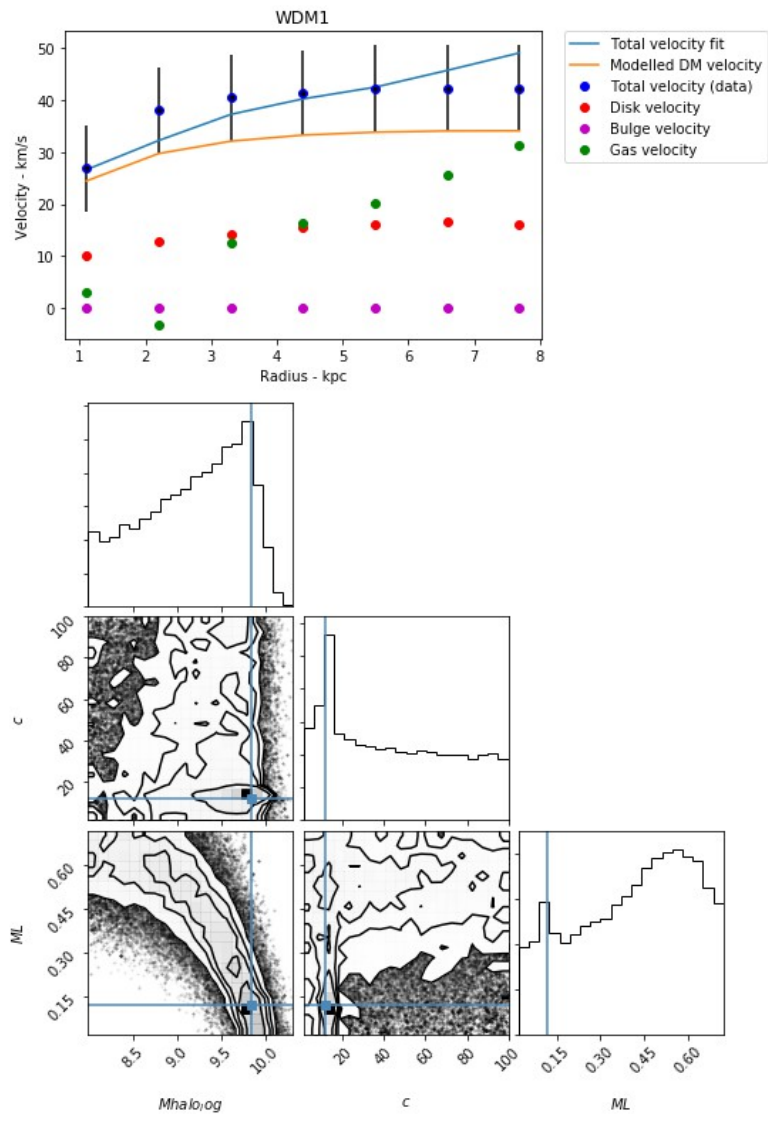 WDM1
50
40
30
20
10
0
Velocity - km/s
1 2 3 4 5 6 7 8
Radius - kpc
Total velocity fit
Modelled DM velocity
Total velocity (data)
Disk velocity
Bulge velocity
Gas velocity
100
80
60
40
20
c
0.60
0.45
0.30
0.15
ML
8.5 9.0 9.5 10.0
20 40 60 80 100
0.15 0.30 0.45 0.60
Mhalolog
c
ML